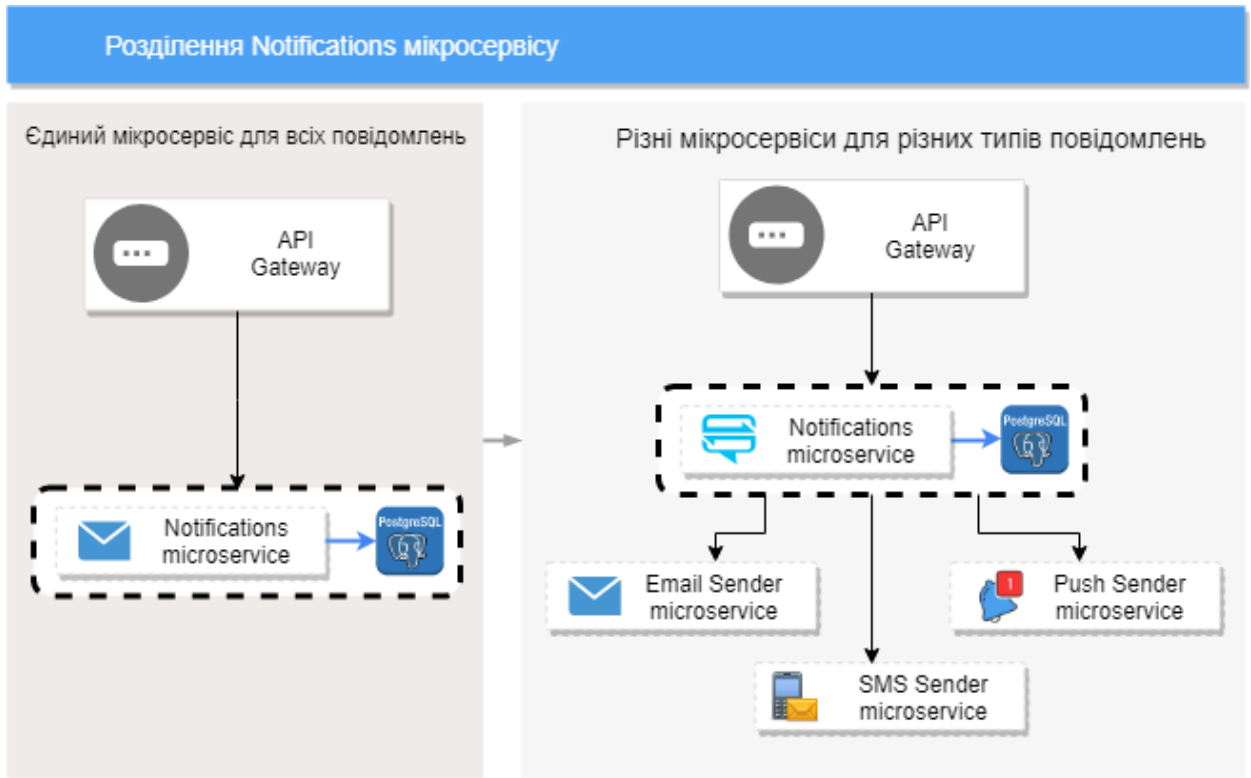 Розділення Notifications мікросервісу
Єдиний мікросервіс для всіх повідомлень
API
Gateway
Notifications
microservice
PostgreSQL
Різні мікросервіси для різних типів повідомлень
API
Gateway
Notifications
microservice
PostgreSQL
Email Sender
microservice
1
Push Sender
microservice
SMS Sender
microservice